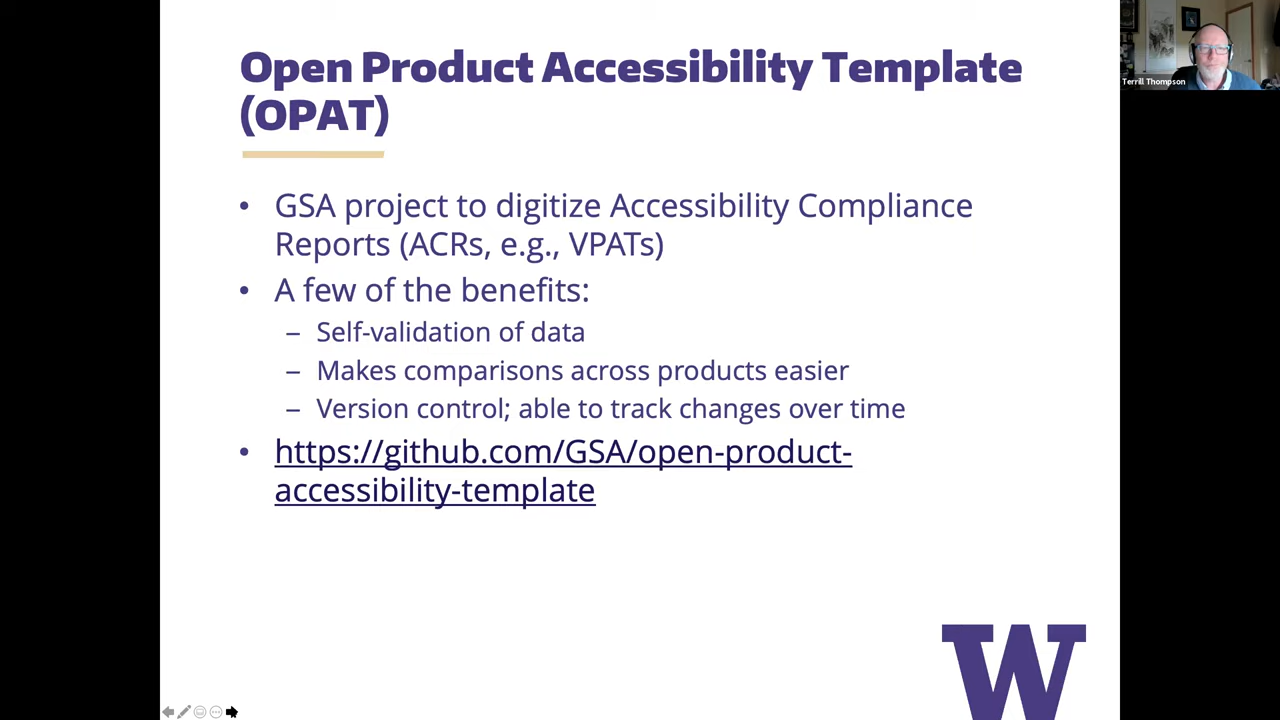 Open Product Accessibility Template
(OPAT)
• GSA project to digitize Accessibility Compliance
Reports (ACRs, e.g., VPATs)
• A few of the benefits:
– Self-validation of data
– Makes comparisons across products easier
– Version control; able to track changes over time
• https://github.com/GSA/open-product-
accessibility-template
W
Terrill Thompson